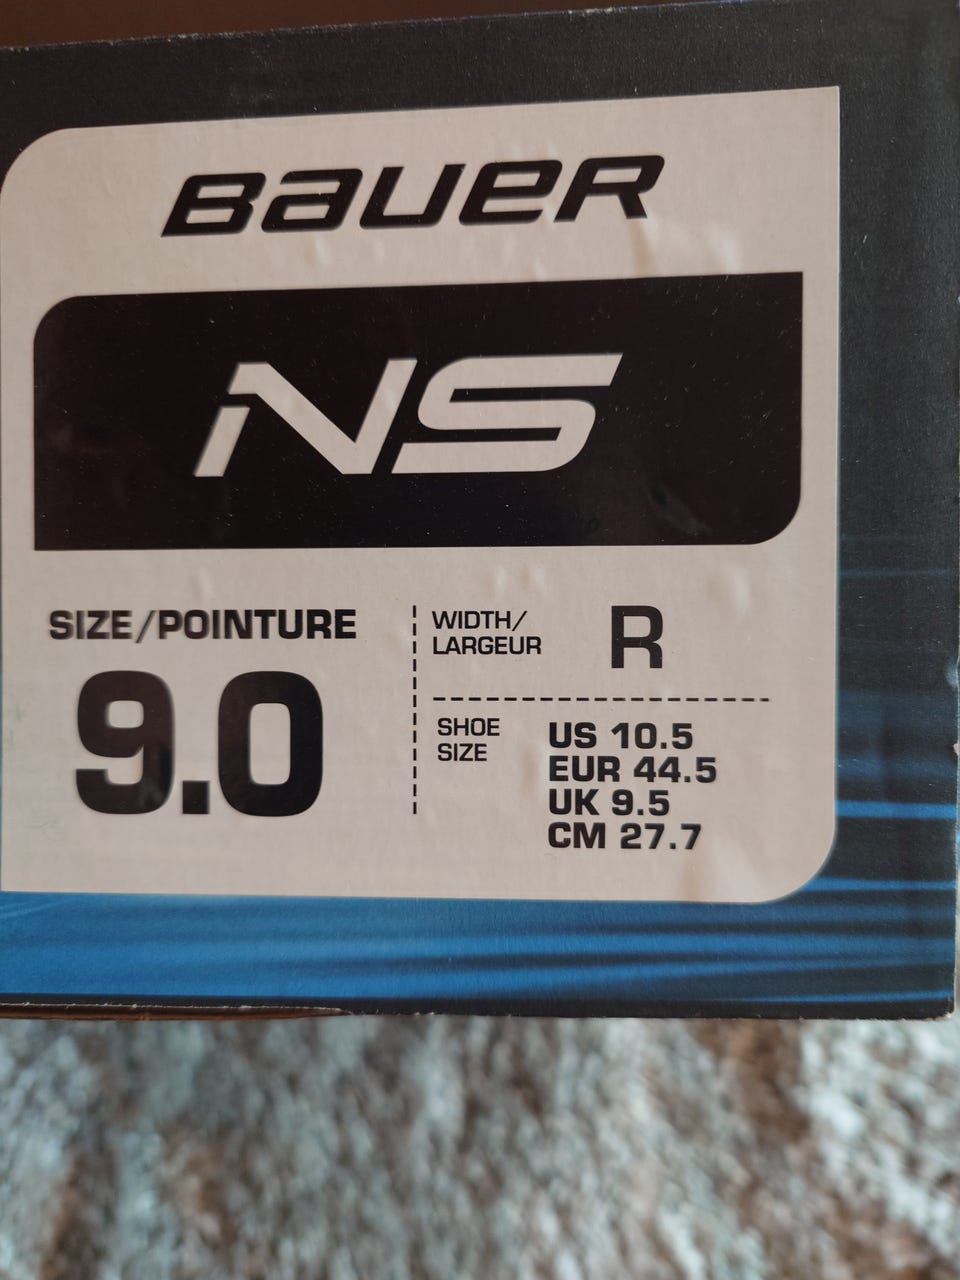 BAUER
NS
SIZE/POINTURE
9.0
WIDTH/
LARGEUR
R
SHOE
SIZE
US 10.5
EUR 44.5
UK 9.5
CM 27.7